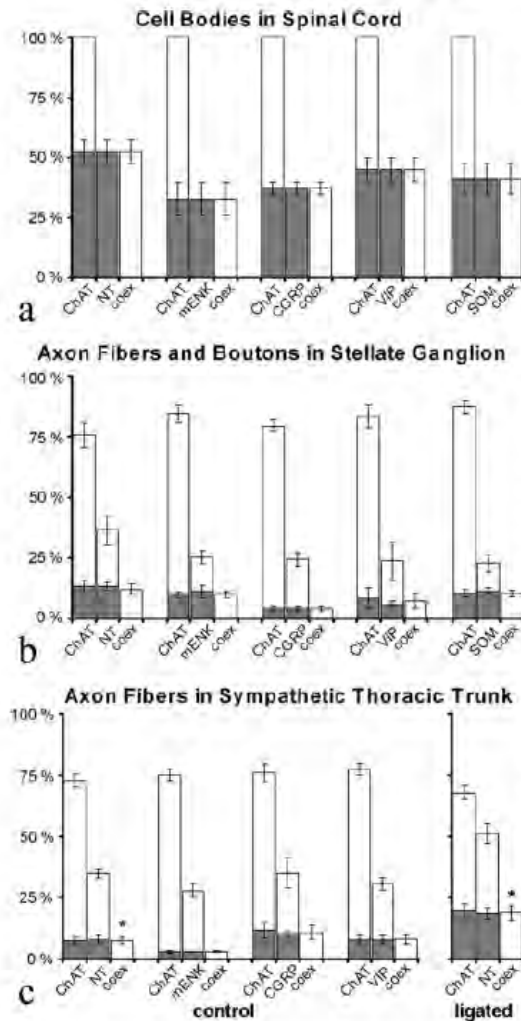 Cell Bodies in Spinal Cord
100 %
75 %
50 %
25 %
0 %
ChAT NT coex ChAT mENK coex ChAT CGRP coex ChAT VIP coex ChAT SOM coex
a
Axon Fibers and Boutons in Stellate Ganglion
100 %
75 %
50 %
25 %
0 %
ChAT NT coex ChAT mENK coex ChAT CGRP coex ChAT VIP coex ChAT SOM coex
b
Axon Fibers in Sympathetic Thoracic Trunk
100 %
75 %
50 %
25 %
0 %
* *
ChAT NT coex ChAT mENK coex ChAT CGRP coex ChAT VIP coex ChAT NT coex
c
control ligated